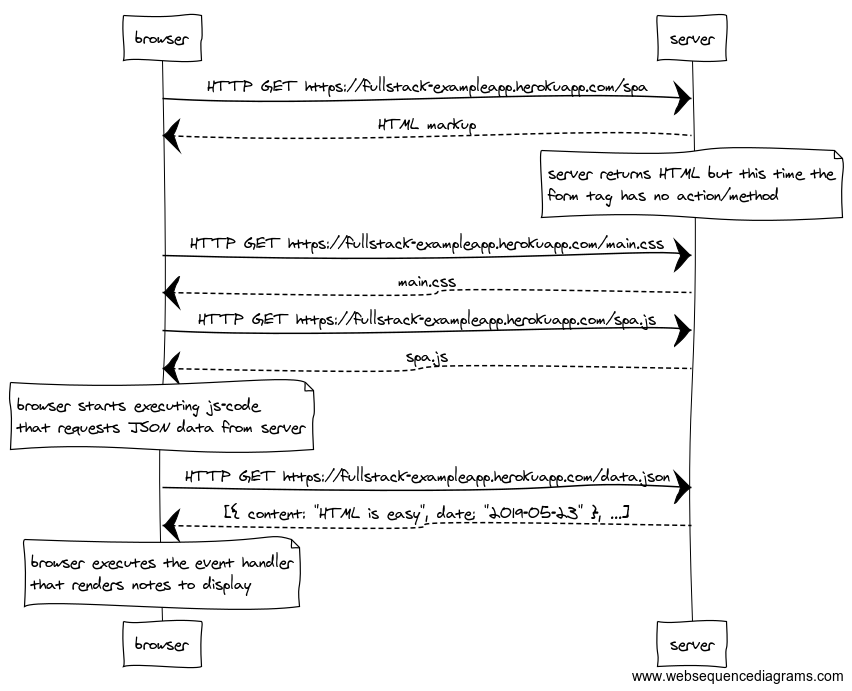 browser
server
HTTP GET https://fullstack-exampleapp.herokuapp.com/spa
HTML markup
server returns HTML but this time the
form tag has no action/method
HTTP GET https://fullstack-exampleapp.herokuapp.com/main.css
main.css
HTTP GET https://fullstack-exampleapp.herokuapp.com/spa.js
spa.js
browser starts executing js-code
that requests JSON data from server
HTTP GET https://fullstack-exampleapp.herokuapp.com/data.json
[{ content: "HTML is easy", date: "2019-05-23" }, ...]
browser executes the event handler
that renders notes to display
browser
server
www.websequencediagrams.com